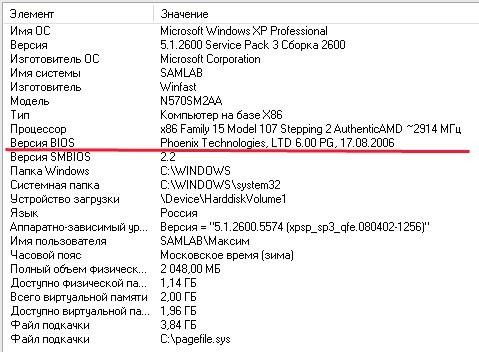 Элемент Значение
Имя ОС Microsoft Windows XP Professional
Версия 5.1.2600 Service Pack 3 Сборка 2600
Изготовитель ОС Microsoft Corporation
Имя системы SAMLAB
Изготовитель Winfast
Модель N570SM2AA
Тип Компьютер на базе X86
Процессор x86 Family 15 Model 107 Stepping 2 AuthenticAMD ~2914 МГц
Версия BIOS Phoenix Technologies, LTD 6.00 PG, 17.08.2006
Версия SMBIOS 2.2
Папка Windows C:\WINDOWS
Системная папка C:\WINDOWS\system32
Устройство загрузки \Device\HarddiskVolume1
Язык Россия
Аппаратно-зависимый ур... Версия = "5.1.2600.5574 (xpsp_sp3_qfe.080402-1256)"
Имя пользователя SAMLAB\Максим
Часовой пояс Московское время (зима)
Полный объем физическ... 2 048,00 МБ
Доступно физической па... 1,14 ГБ
Всего виртуальной памяти 2,00 ГБ
Доступно виртуальной па... 1,96 ГБ
Файл подкачки 3,84 ГБ
Файл подкачки C:\pagefile.sys